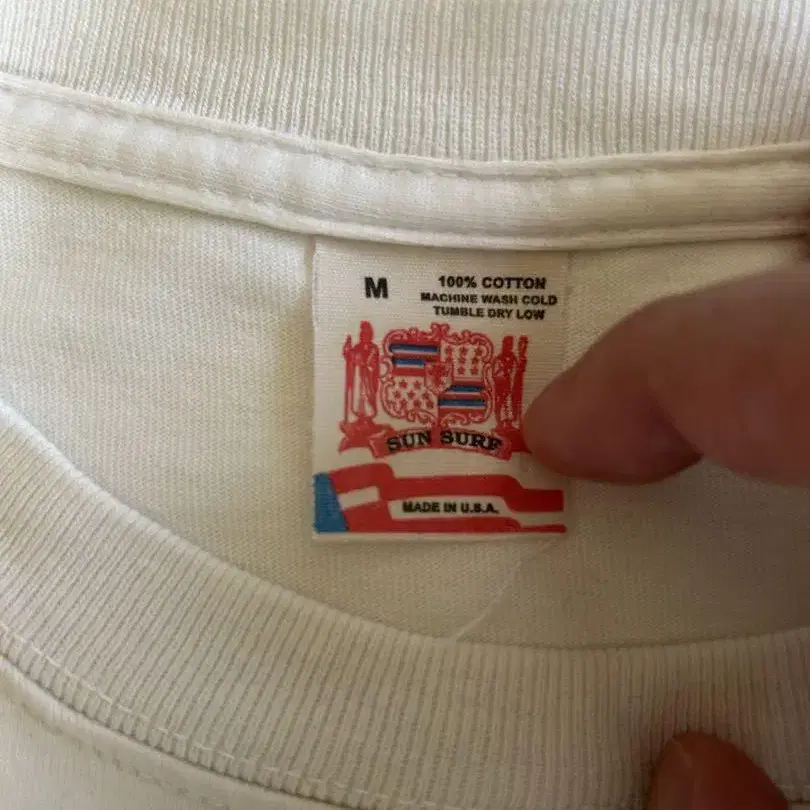 M
100% COTTON
MACHINE WASH COLD
TUMBLE DRY LOW
SUN SURF
MADE IN U.S.A.